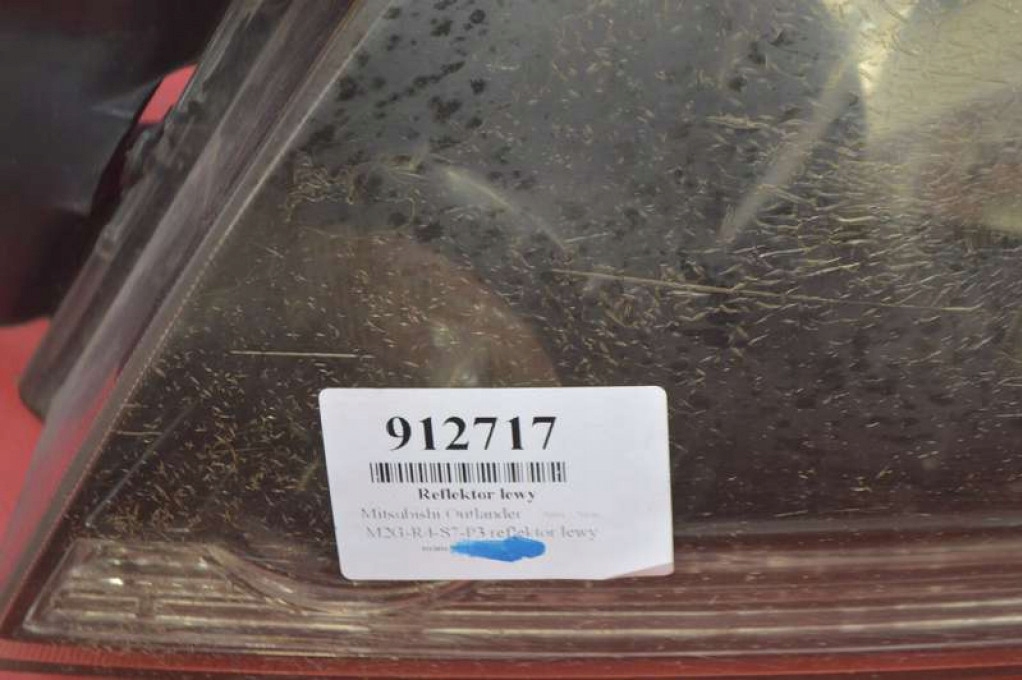 912717
Reflektor lewy
Mitsubishi Outlander
M2G-R4-S7-P3 reflektor lewy